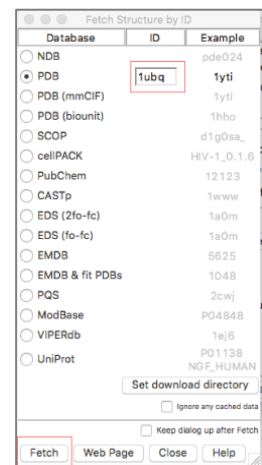 Fetch Structure by ID
Database ID Example
NDB pde024
PDB 1ubq 1yti
PDB (mmCIF) 1yti
PDB (biounit) 1hho
SCOP d1g0sa_
cellPACK HIV-1_0.1.6
PubChem 12123
CASTp 1www
EDS (2fo-fc) 1a0m
EDS (fo-fc) 1a0m
EMDB 5625
EMDB & fit PDBs 1048
PQS 2cwj
ModBase P04848
VIPERdb 1ej6
UniProt P01138
NGF_HUMAN
Set download directory
Ignore any cached data
Keep dialog up after Fetch
Fetch Web Page Close Help